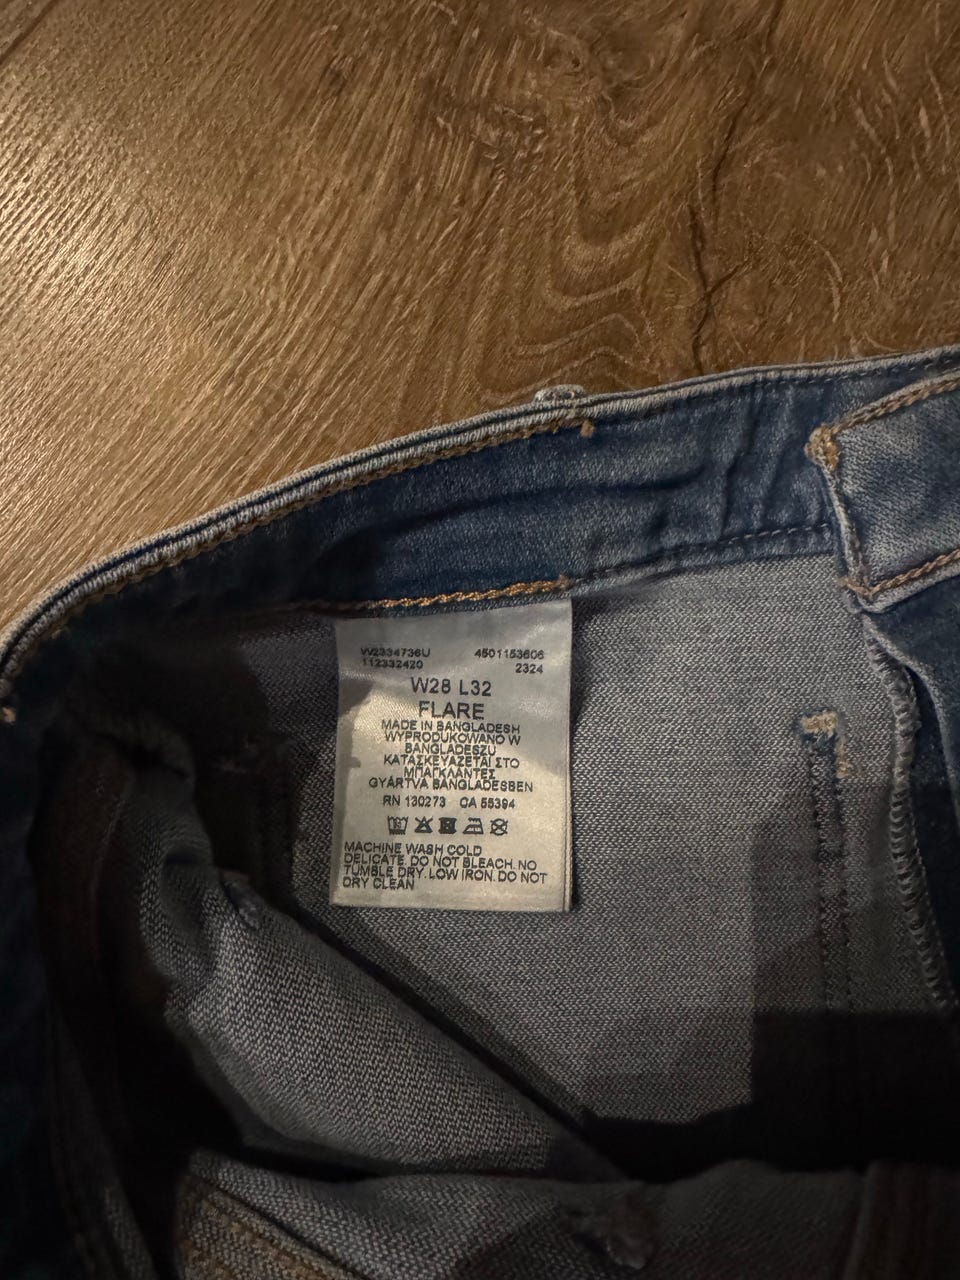 W2334736U 4501153606
112332420 2324
W28 L32
FLARE
MADE IN BANGLADESH
WYPRODUKOWANO W
BANGLADESZU
ΚΑΤΑΣΚΕΥΑΖΕΤΑΙ ΣΤΟ
ΜΠΑΓΚΛΑΝΤΕΣ
GYÁRTVA BANGLADESBEN
RN 130273 CA 55394
MACHINE WASH COLD
DELICATE. DO NOT BLEACH. NO
TUMBLE DRY. LOW IRON. DO NOT
DRY CLEAN